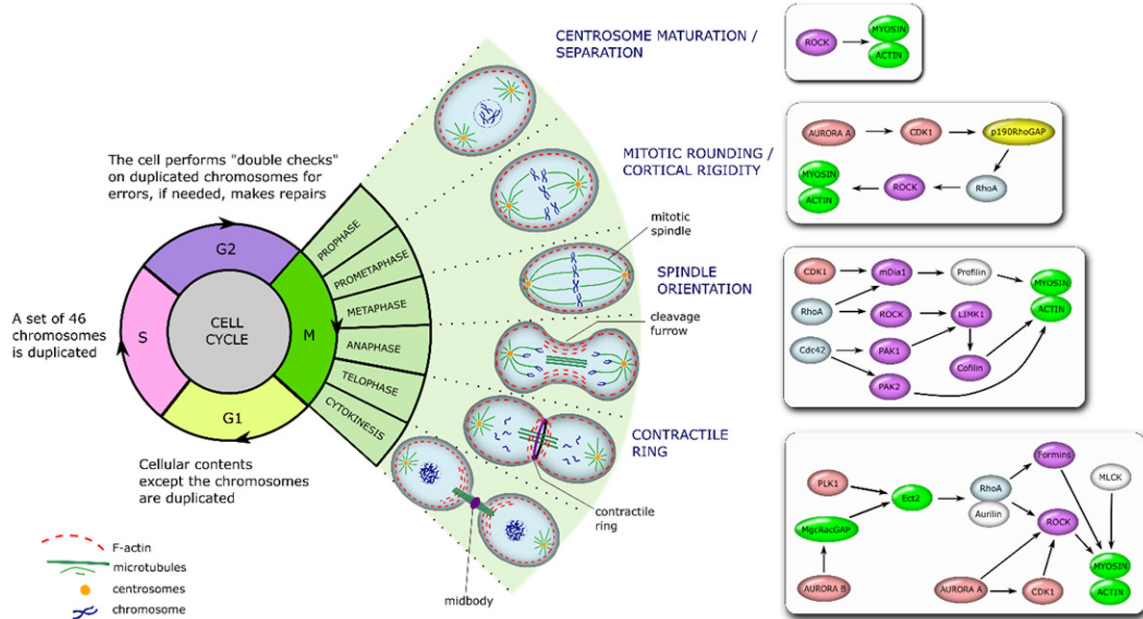 CENTROSOME MATURATION /
SEPARATION
ROCK
MYOSIN
ACTIN
MITOTIC ROUNDING /
CORTICAL RIGIDITY
AURORA A
CDK1
p190RhoGAP
MYOSIN
ACTIN
ROCK
RhoA
The cell performs "double checks"
on duplicated chromosomes for
errors, if needed, makes repairs
mitotic
spindle
SPINDLE
ORIENTATION
cleavage
furrow
CDK1
mDia1
Profilin
MYOSIN
ACTIN
RhoA
ROCK
LIMK1
Cdc42
PAK1
Cofilin
PAK2
G2
S
M
G1
CELL
CYCLE
A set of 46
chromosomes
is duplicated
PROPHASE
PROMETAPHASE
METAPHASE
ANAPHASE
TELOPHASE
CYTOKINESIS
Cellular contents
except the chromosomes
are duplicated
CONTRACTILE
RING
contractile
ring
midbody
F-actin
microtubules
centrosomes
chromosome
PLK1
Ect2
RhoA
Aurilin
Formins
MLCK
MgcRacGAP
ROCK
MYOSIN
ACTIN
AURORA B
AURORA A
CDK1